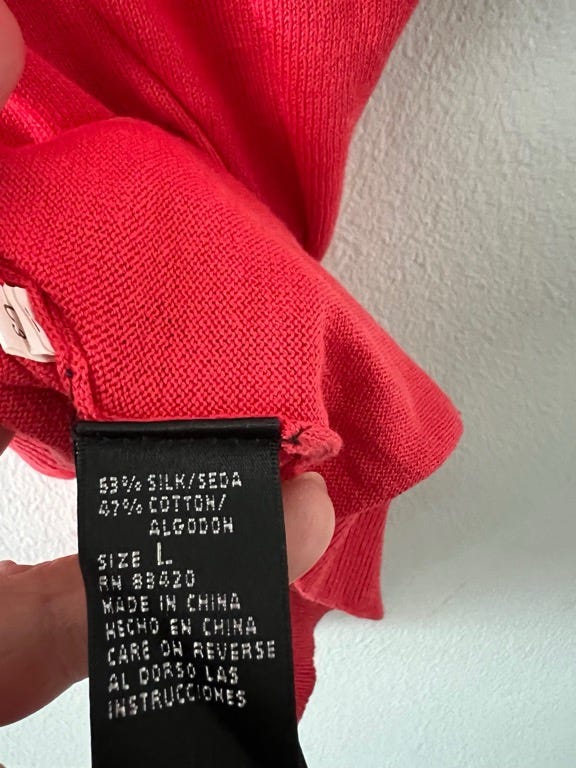 53% SILK/SEDA
47% COTTON/
ALGODON
SIZE L
RN 83420
MADE IN CHINA
HECHO EN CHINA
CARE ON REVERSE
AL DORSO LAS
INSTRUCCIONES